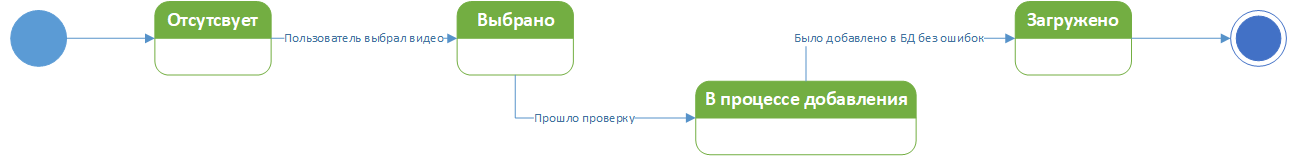 Отсутсвует
Пользователь выбрал видео
Выбрано
Прошло проверку
В процессе добавления
Было добавлено в БД без ошибок
Загружено